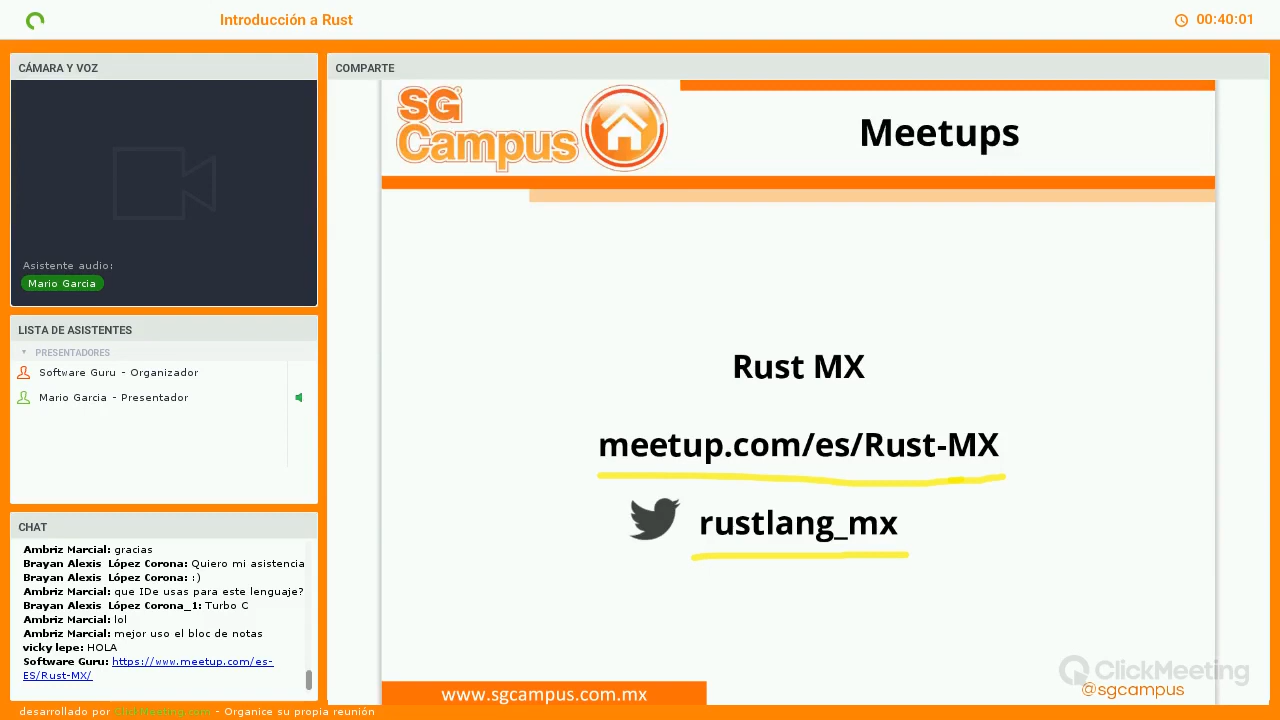 Introducción a Rust
00:40:01
CÁMARA Y VOZ
Asistente audio:
Mario Garcia
LISTA DE ASISTENTES
PRESENTADORES
Software Guru - Organizador
Mario Garcia - Presentador
CHAT
Ambriz Marcial: gracias
Brayan Alexis López Corona: Quiero mi asistencia
Brayan Alexis López Corona: :)
Ambriz Marcial: que IDe usas para este lenguaje?
Brayan Alexis López Corona_1: Turbo C
Ambriz Marcial: lol
Ambriz Marcial: mejor uso el bloc de notas
vicky lepe: HOLA
Software Guru: https://www.meetup.com/es-
ES/Rust-MX/
COMPARTE
SG
Campus
Meetups
Rust MX
meetup.com/es/Rust-MX
rustlang_mx
www.sgcampus.com.mx
ClickMeeting
@sgcampus
desarrollado por ClickMeeting.com - Organice su propia reunión